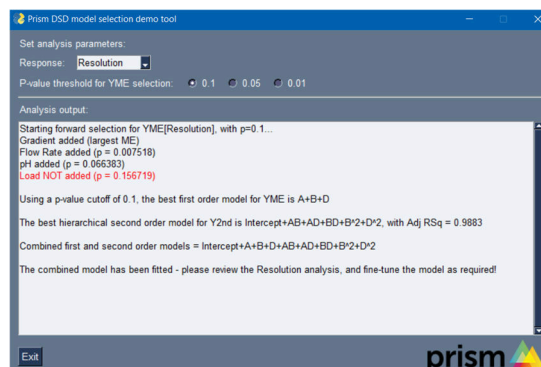 Prism DSD model selection demo tool
Set analysis parameters:
Response: Resolution
P-value threshold for YME selection: 0.1 0.05 0.01
Analysis output:
Starting forward selection for YME[Resolution], with p=0.1...
Gradient added (largest ME)
Flow Rate added (p = 0.007518)
pH added (p = 0.066383)
Load NOT added (p = 0.156719)
Using a p-value cutoff of 0.1, the best first order model for YME is A+B+D
The best hierarchical second order model for Y2nd is Intercept+AB+AD+BD+B^2+D^2, with Adj RSq = 0.9883
Combined first and second order models = Intercept+A+B+D+AB+AD+BD+B^2+D^2
The combined model has been fitted - please review the Resolution analysis, and fine-tune the model as required!
Exit
prism